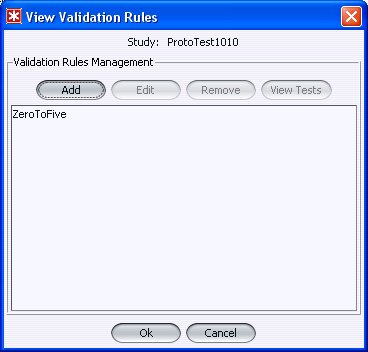 View Validation Rules
Study: ProtoTest1010
Validation Rules Management
Add Edit Remove View Tests
ZeroToFive
Ok Cancel